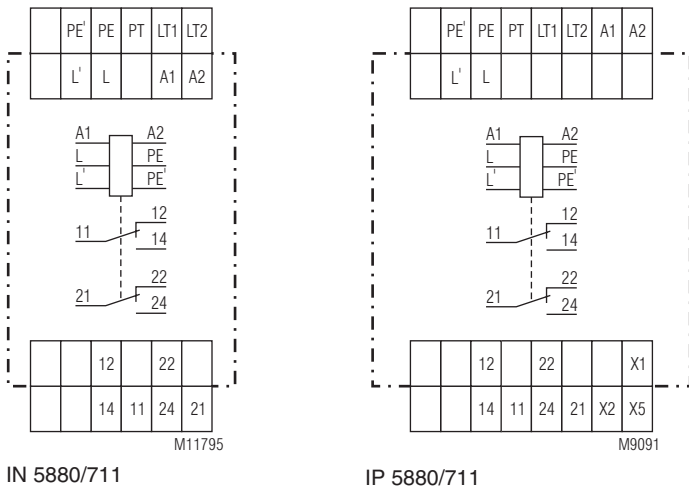 PE' PE PT LT1 LT2
L' L A1 A2
A1 A2
L PE
L' PE'
12
11 14
22
21 24
12 22
14 11 24 21
M11795
IN 5880/711
PE' PE PT LT1 LT2 A1 A2
L' L
A1 A2
L PE
L' PE'
12
11 14
22
21 24
12 22 X1
14 11 24 21 X2 X5
M9091
IP 5880/711